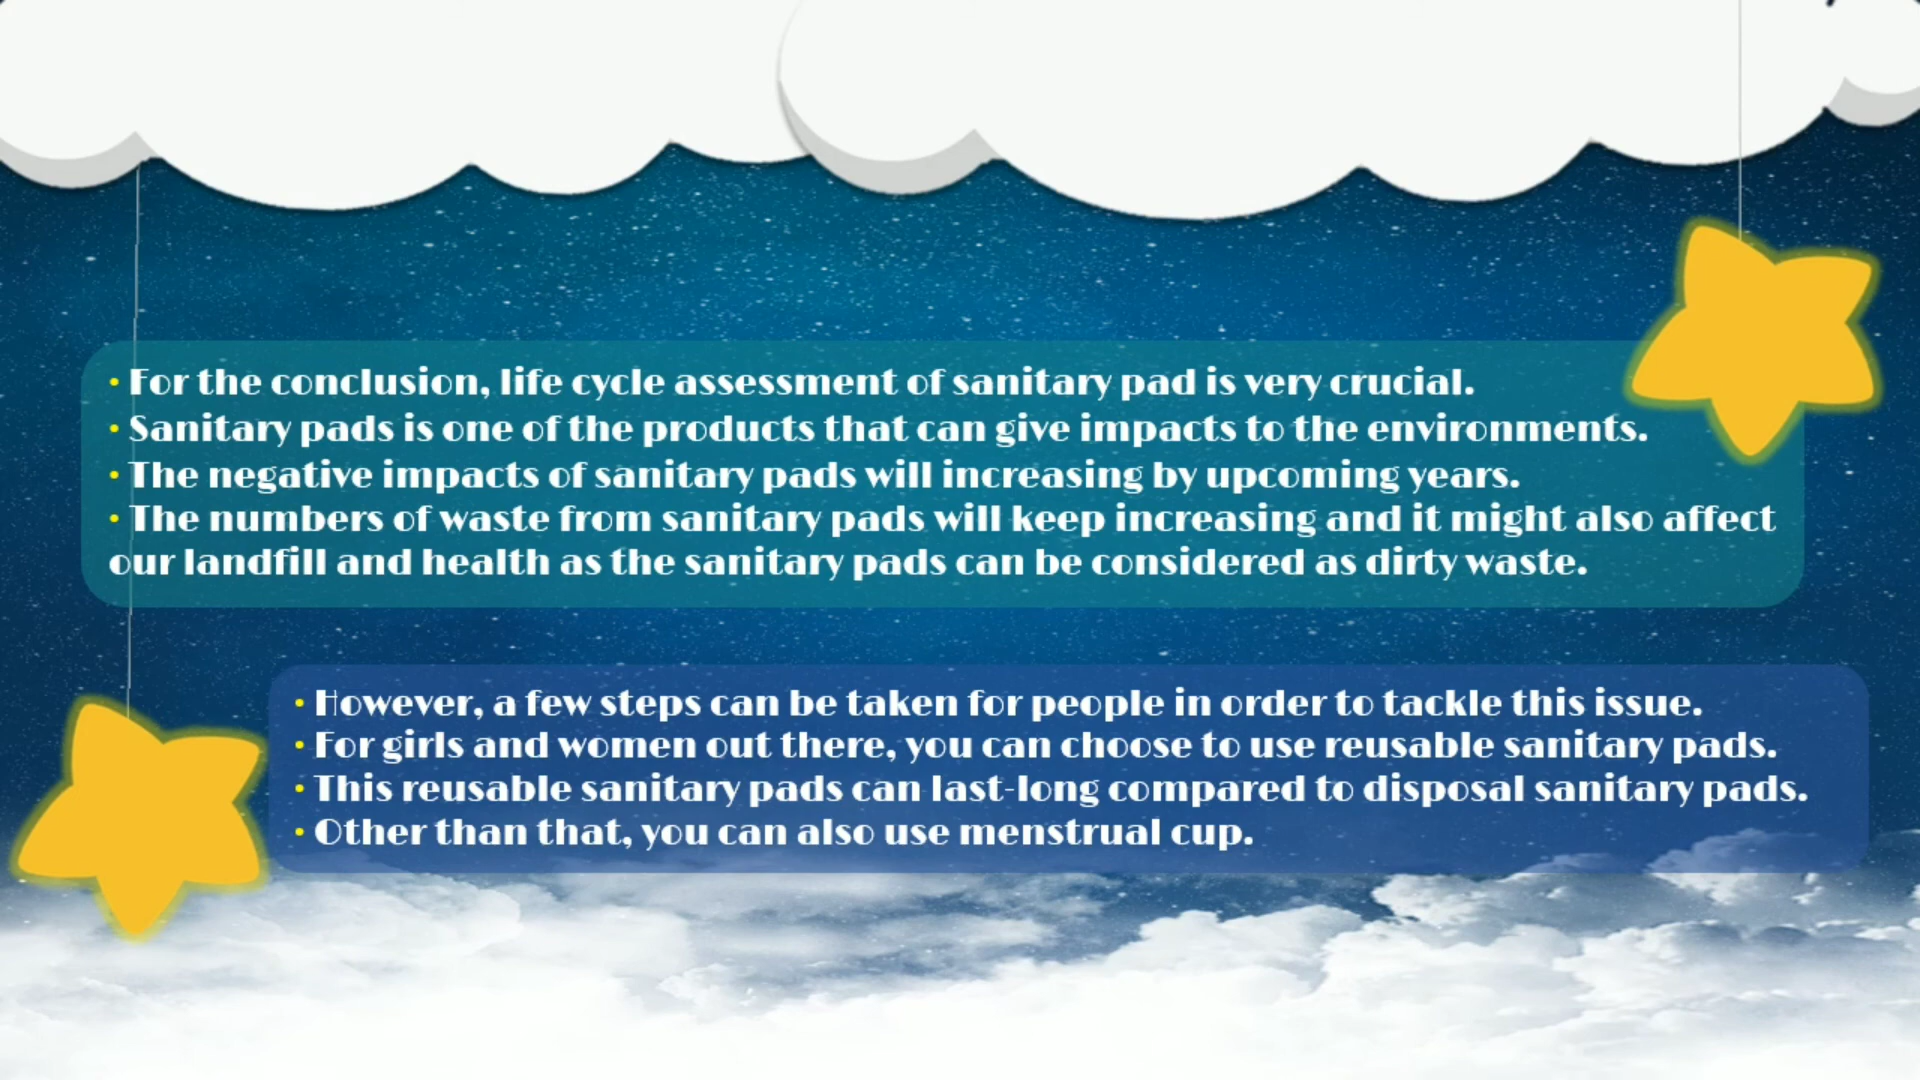 • For the conclusion, life cycle assessment of sanitary pad is very crucial.
• Sanitary pads is one of the products that can give impacts to the environments.
• The negative impacts of sanitary pads will increasing by upcoming years.
• The numbers of waste from sanitary pads will keep increasing and it might also affect
our landfill and health as the sanitary pads can be considered as dirty waste.
• However, a few steps can be taken for people in order to tackle this issue.
• For girls and women out there, you can choose to use reusable sanitary pads.
• This reusable sanitary pads can last-long compared to disposal sanitary pads.
• Other than that, you can also use menstrual cup.